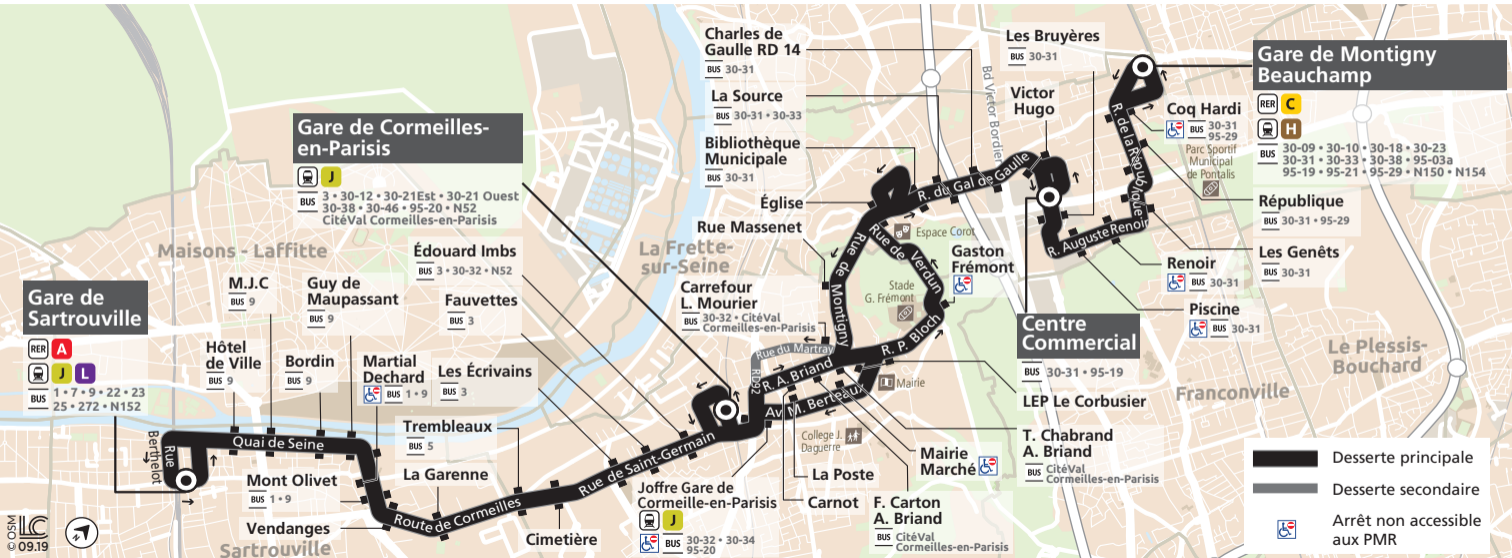 Gare de
Sartrouville
RER A
J L
BUS 1 • 7 • 9 • 22 • 23
25 • 272 • N152
Rue
Berthelot
Quai de Seine
Hôtel
de Ville
BUS 9
M.J.C
BUS 9
Bordin
BUS 9
Guy de
Maupassant
BUS 9
Martial
Dechard
BUS 1 • 9
Mont Olivet
BUS 1 • 9
Vendanges
Sartrouville
Maisons - Laffitte
Gare de Cormeilles-
en-Parisis
J
BUS 3 • 30-12 • 30-21Est • 30-21 Ouest
30-38 • 30-46 • 95-20 • N52
CitéVal Cormeilles-en-Parisis
Édouard Imbs
BUS 3 • 30-32 • N52
Fauvettes
BUS 3
Les Écrivains
BUS 3
Trembleaux
BUS 5
La Garenne
Route de Cormeilles
Cimetière
Rue de Saint-Germain
La Frette-
sur-Seine
Carrefour
L. Mourier
BUS 30-32 • CitéVal
Cormeilles-en-Parisis
Rue du Martray
RD392
R. A. Briand
Av. M. Berteaux
Joffre Gare de
Cormeille-en-Parisis
J
BUS 30-32 • 30-34
95-20
College J.
Daguerre
La Poste
Carnot
F. Carton
A. Briand
BUS CitéVal
Cormeilles-en-Parisis
Mairie
Marché
Mairie
T. Chabrand
A. Briand
BUS CitéVal
Cormeilles-en-Parisis
LEP Le Corbusier
R. P. Bloch
Rue de Montigny
Rue de
Verdun
Stade
G. Frémont
Gaston
Frémont
Espace Corot
Rue Massenet
Église
Bibliothèque
Municipale
BUS 30-31
La Source
BUS 30-31 • 30-33
Charles de
Gaulle RD 14
BUS 30-31
R. du Gal de Gaulle
Bd Victor Bordier
Les Bruyères
BUS 30-31
Victor
Hugo
Centre
Commercial
BUS 30-31 • 95-19
R. Auguste Renoir
R. de la République
Piscine
BUS 30-31
Renoir
BUS 30-31
Les Genêts
BUS 30-31
République
BUS 30-31 • 95-29
Coq Hardi
BUS 30-31
95-29
Parc Sportif
Municipal
de Pontalis
Gare de Montigny
Beauchamp
RER C
H
BUS 30-09 • 30-10 • 30-18 • 30-23
30-31 • 30-33 • 30-38 • 95-03a
95-19 • 95-21 • 95-29 • N150 • N154
Franconville
Le Plessis-
Bouchard
Desserte principale
Desserte secondaire
Arrêt non accessible
aux PMR
© OSM
LC
© 09.19
N